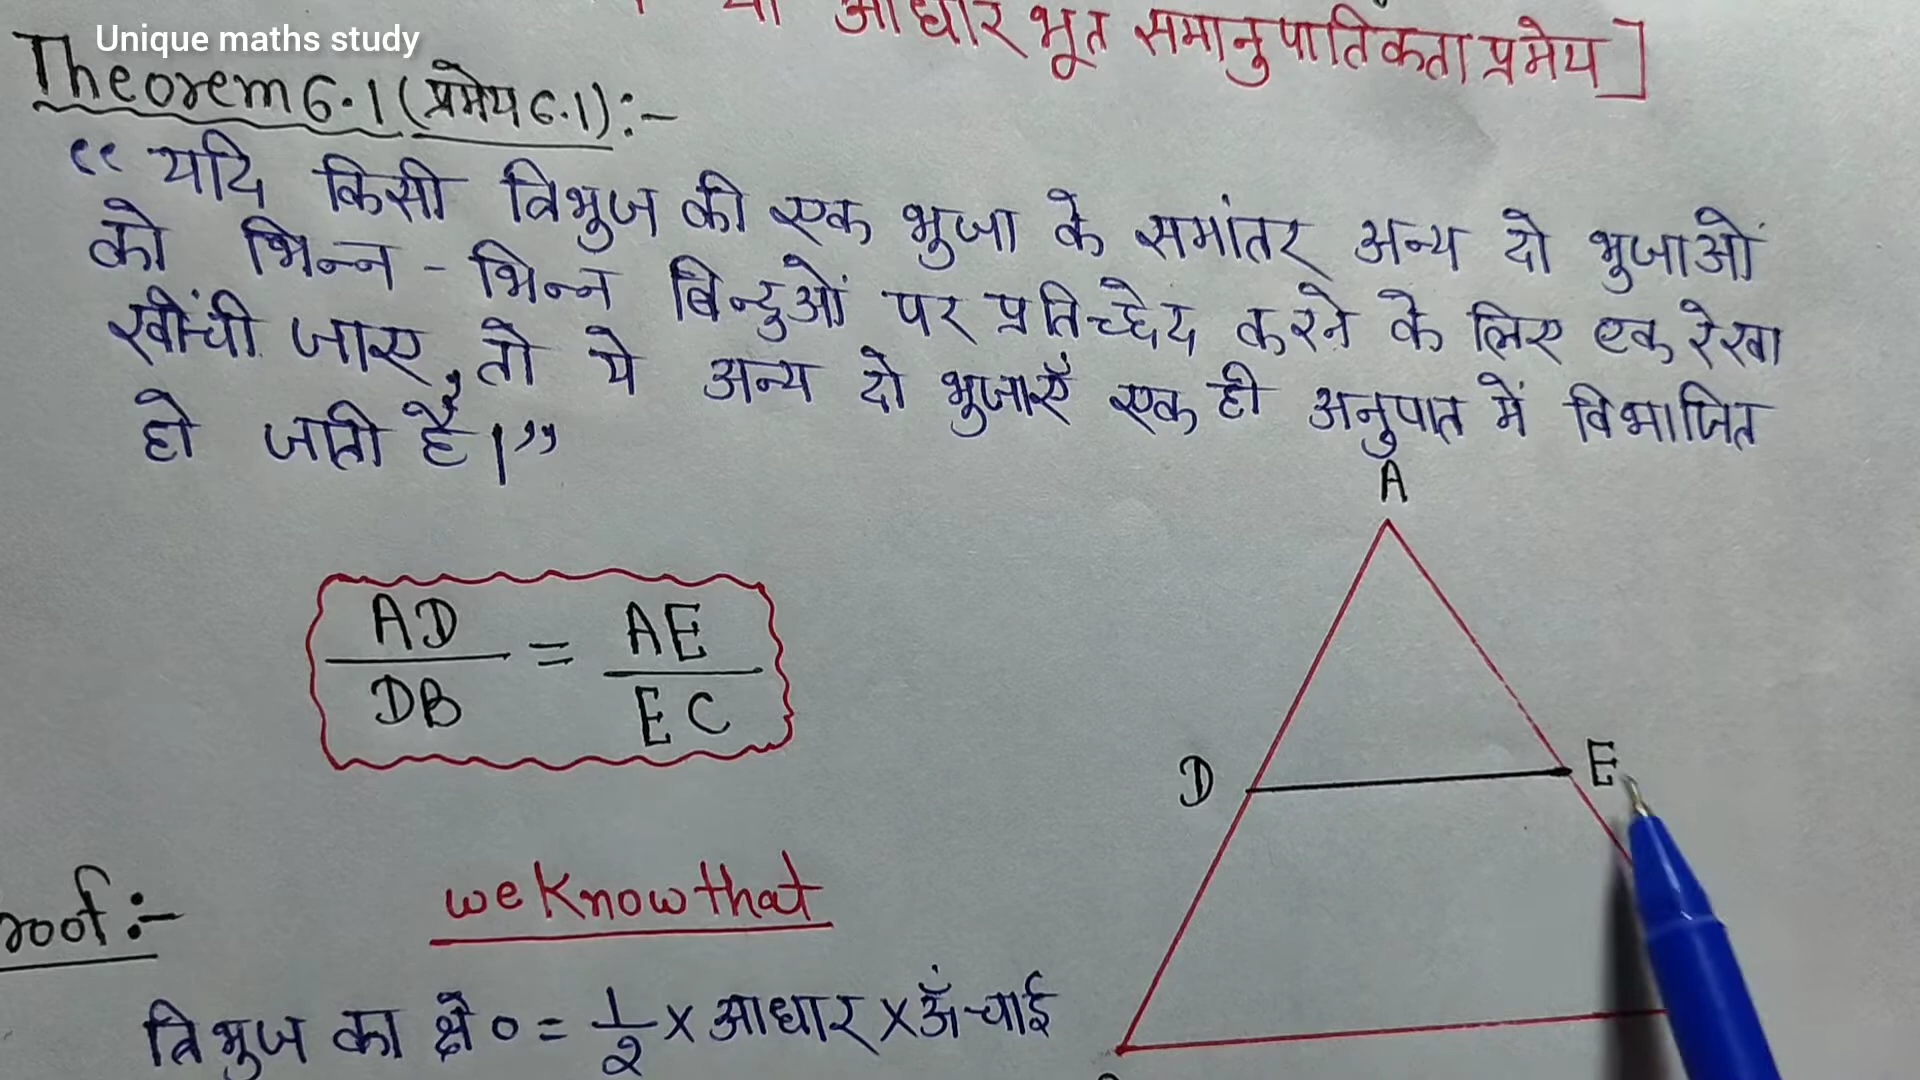 या आधारभूत समानुपातिकता प्रमेय]
Unique maths study
Theorem 6.1 (प्रमेय 6.1):-
“यदि किसी त्रिभुज की एक भुजा के समांतर अन्य दो भुजाओं
को भिन्न-भिन्न बिन्दुओं पर प्रतिच्छेद करने के लिए एक रेखा
खींची जाए, तो ये अन्य दो भुजाएँ एक ही अनुपात में विभाजित
हो जाती है।”
A
AD/DB = AE/EC
D E
roof:-
we know that
त्रिभुज का क्षे० = 1/2 × आधार × ऊँचाई